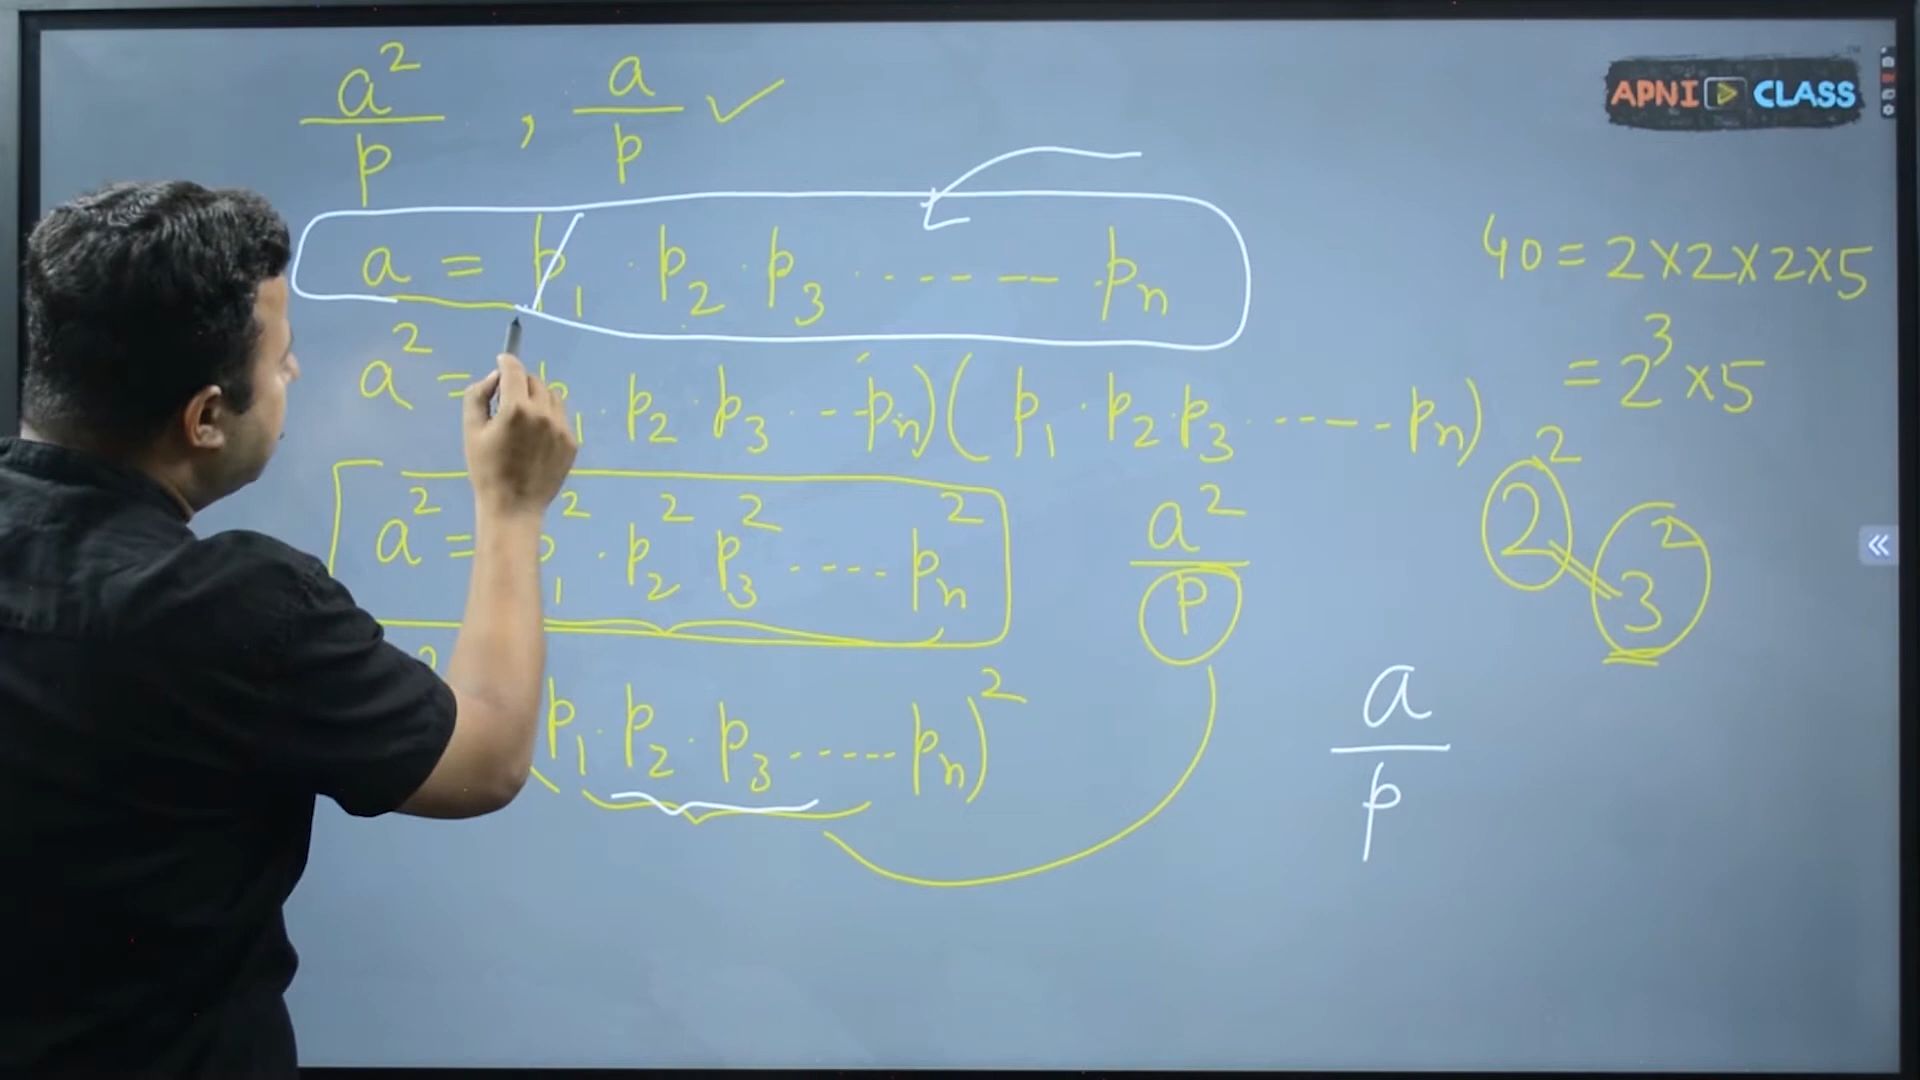 a²/p , a/p ✓
APNI CLASS
a = p₁ · p₂ · p₃ ------- · pₙ
40 = 2×2×2×5
= 2³×5
a² = p₁ · p₂ · p₃ ··--pₙ)( p₁ · p₂ · p₃ ------- pₙ)
2² 3²
a² = p₁² · p₂² p₃² ------ pₙ²
a²/p
p₁ · p₂ · p₃ ------- pₙ)²
a/p